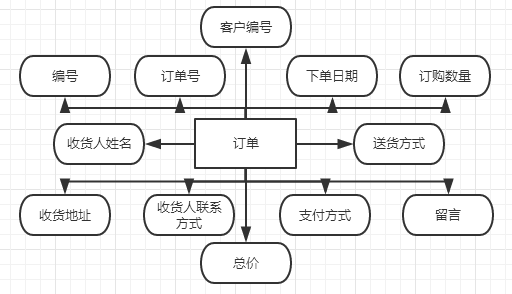 客户编号
编号
订单号
下单日期
订购数量
收货人姓名
订单
送货方式
收货地址
收货人联系
方式
支付方式
留言
总价